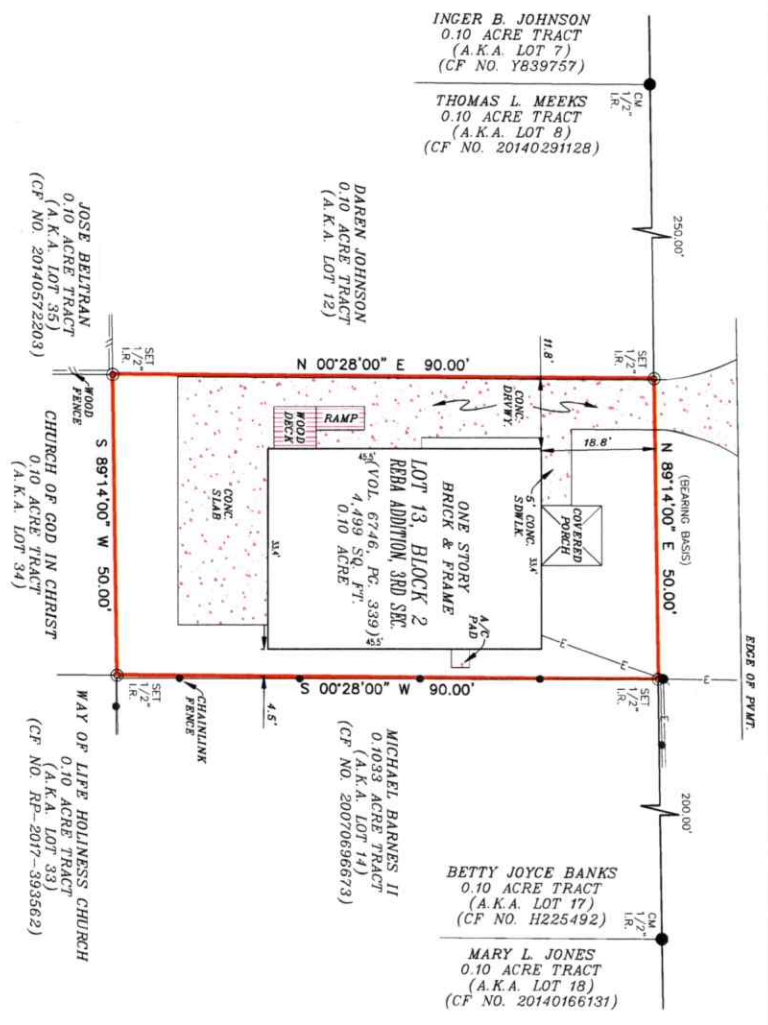 INGER B. JOHNSON
0.10 ACRE TRACT
(A.K.A. LOT 7)
(CF NO. Y839757)
THOMAS L. MEEKS
0.10 ACRE TRACT
(A.K.A. LOT 8)
(CF NO. 20140291128)
CM
1/2"
I.R.
250.00'
DAREN JOHNSON
0.10 ACRE TRACT
(A.K.A. LOT 12)
JOSE BELTRAN
0.10 ACRE TRACT
(A.K.A. LOT 35)
(CF NO. 20140572203)
SET
1/2"
I.R.
WOOD
FENCE
N 00°28'00" E 90.00'
11.8'
SET
1/2"
I.R.
CONC.
DRVWY.
18.8'
RAMP
WOOD
DECK
CONC.
SLAB
5' CONC.
SDWLK.
COVERED
PORCH
N 89°14'00" E 50.00'
(BEARING BASIS)
EDGE OF PVMT.
ONE STORY
BRICK & FRAME
LOT 13, BLOCK 2
REBA ADDITION, 3RD SEC.
(VOL. 6746, PG. 339)
4,499 SQ. FT.
0.10 ACRE
45.5'
33.4'
33.4'
45.5'
A/C
PAD
E
E
E
S 89°14'00" W 50.00'
CHURCH OF GOD IN CHRIST
0.10 ACRE TRACT
(A.K.A. LOT 34)
SET
1/2"
I.R.
CHAINLINK
FENCE
4.5'
S 00°28'00" W 90.00'
SET
1/2"
I.R.
WAY OF LIFE HOLINESS CHURCH
0.10 ACRE TRACT
(A.K.A. LOT 33)
(CF NO. RP-2017-393562)
MICHAEL BARNES II
0.1033 ACRE TRACT
(A.K.A. LOT 14)
(CF NO. 20070696673)
200.00'
BETTY JOYCE BANKS
0.10 ACRE TRACT
(A.K.A. LOT 17)
(CF NO. H225492)
CM
1/2"
I.R.
MARY L. JONES
0.10 ACRE TRACT
(A.K.A. LOT 18)
(CF NO. 20140166131)